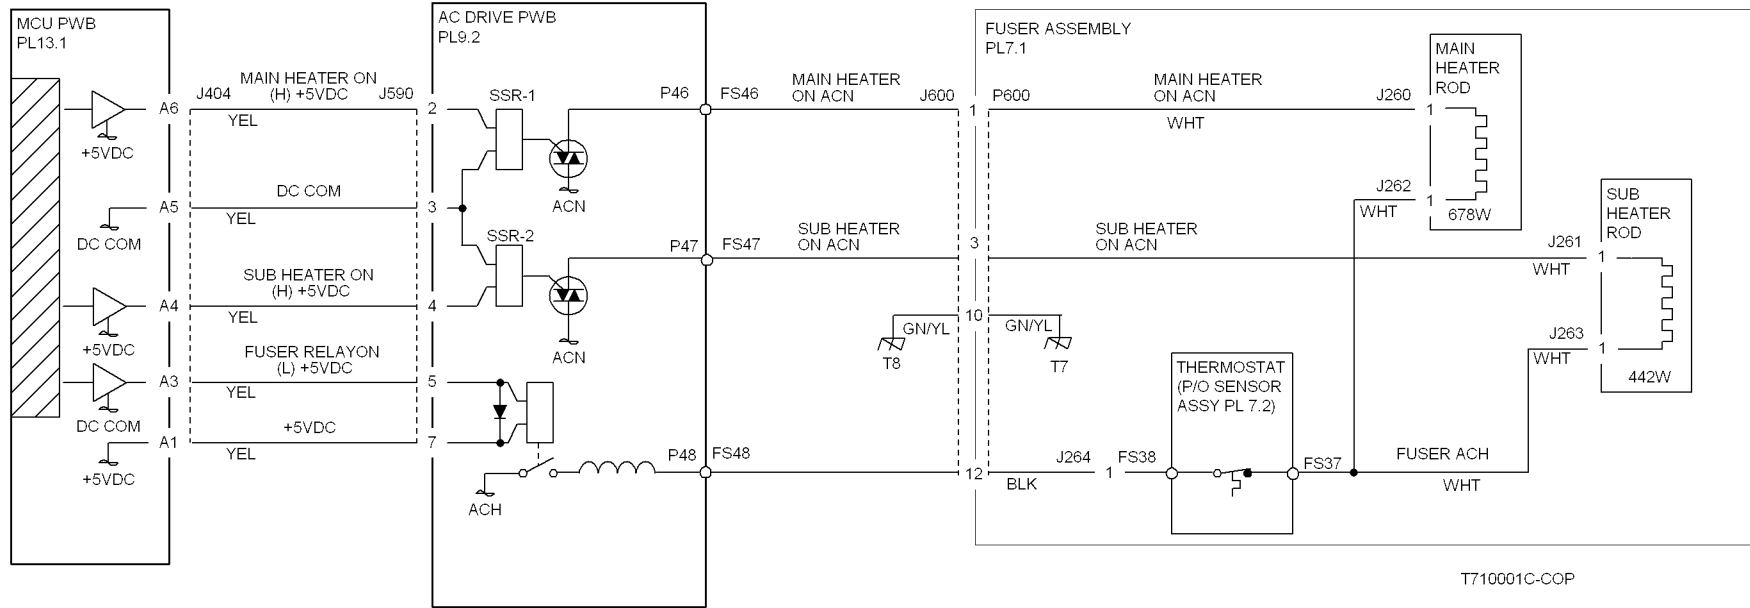 MCU PWB
PL13.1
A6
+5VDC
A5
DC COM
A4
+5VDC
A3
DC COM
A1
+5VDC
J404
MAIN HEATER ON
(H) +5VDC
J590
YEL
DC COM
YEL
SUB HEATER ON
(H) +5VDC
YEL
FUSER RELAYON
(L) +5VDC
YEL
+5VDC
YEL
AC DRIVE PWB
PL9.2
2
SSR-1
ACN
3
SSR-2
4
ACN
5
7
ACH
P46
P47
P48
FS46
MAIN HEATER
ON ACN
J600
FS47
SUB HEATER
ON ACN
GN/YL
T8
FS48
FUSER ASSEMBLY
PL7.1
1
P600
MAIN HEATER
ON ACN
WHT
J260
3
SUB HEATER
ON ACN
10
GN/YL
T7
12
BLK
J264
1
FS38
THERMOSTAT
(P/O SENSOR
ASSY PL 7.2)
FS37
FUSER ACH
WHT
J262
WHT
MAIN
HEATER
ROD
1
1
678W
J261
WHT
J263
WHT
SUB
HEATER
ROD
1
1
442W
T710001C-COP